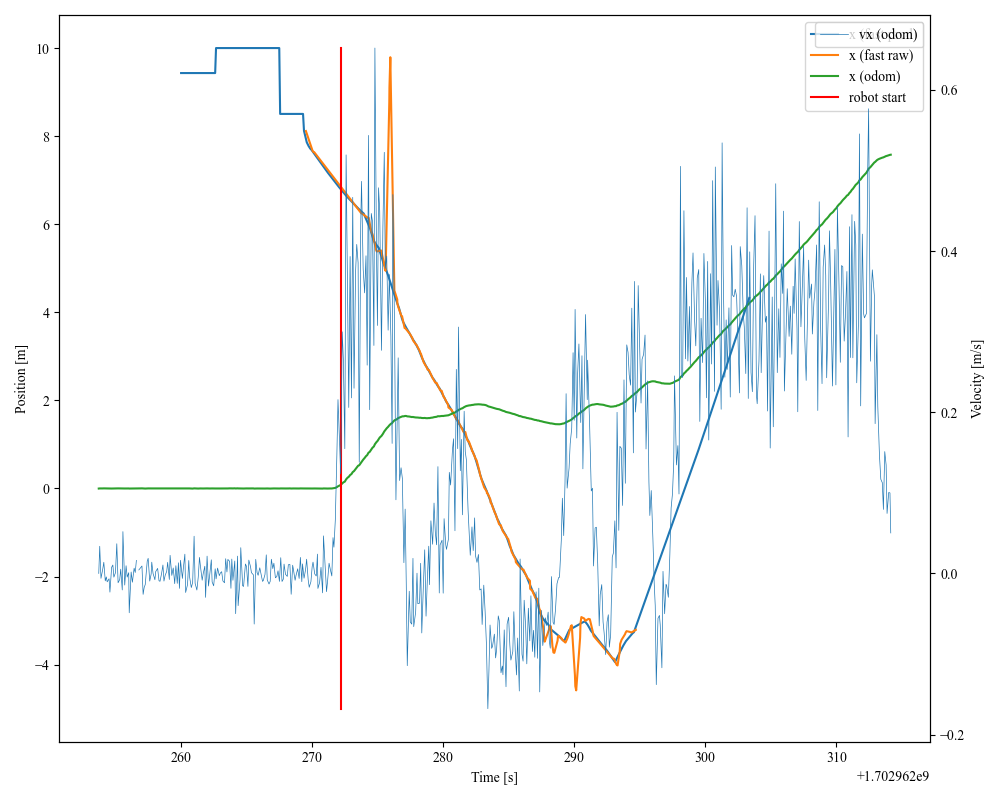 10
8
6
4
2
0
−2
−4
Position [m]
260
270
280
290
300
310
Time [s]
+1.702962e9
0.6
0.4
0.2
0.0
−0.2
Velocity [m/s]
vx (odom)
x (fast raw)
x (odom)
robot start